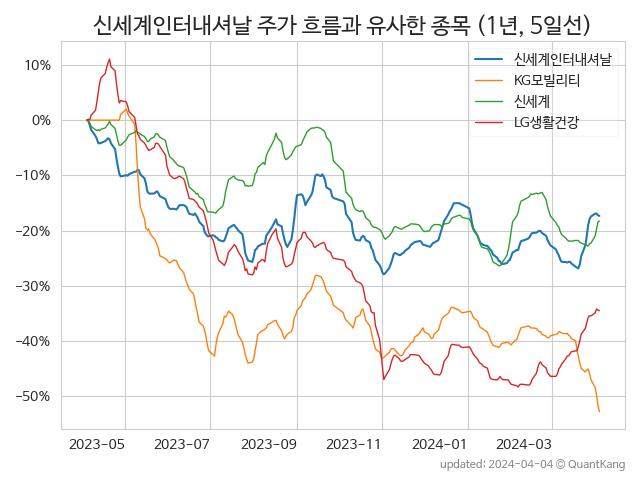 신세계인터내셔날 주가 흐름과 유사한 종목 (1년, 5일선)
신세계인터내셔날
KG모빌리티
신세계
LG생활건강
10%
0%
−10%
−20%
−30%
−40%
−50%
2023−05
2023−07
2023−09
2023−11
2024−01
2024−03
updated: 2024-04-04 © QuantKang